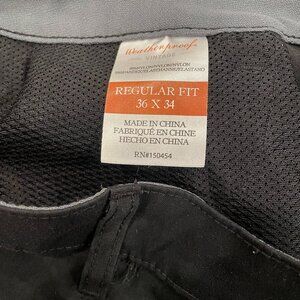 Weatherproof
VINTAGE
REGULAR FIT
36 X 34
MADE IN CHINA
FABRIQUÉ EN CHINE
HECHO EN CHINA
RN#150454